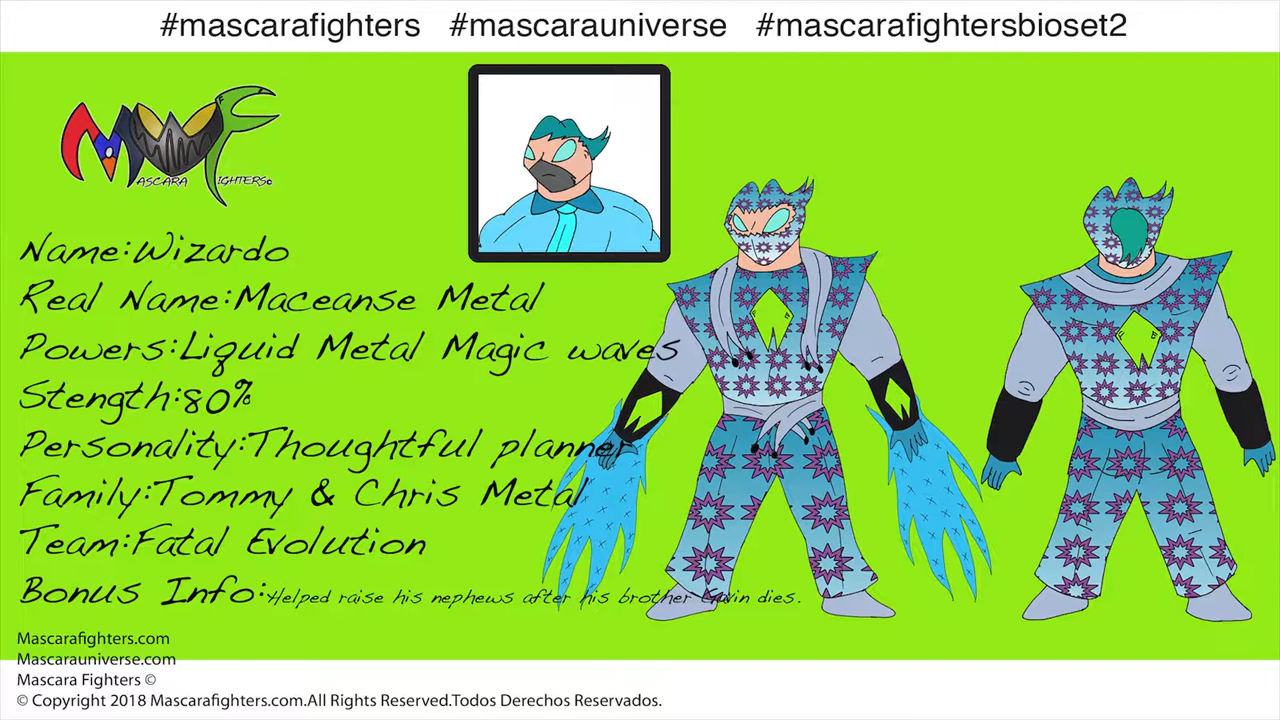 #mascarafighters #mascarauniverse #mascarafightersbioset2
MASCARA FIGHTERS©
Name:Wizardo
Real Name:Maceanse Metal
Powers:Liquid Metal Magic waves
Stength:80%
Personality:Thoughtful planner
Family:Tommy & Chris Metal
Team:Fatal Evolution
Bonus Info:Helped raise his nephews after his brother dies.
Mascarafighters.com
Mascarauniverse.com
Mascara Fighters ©
© Copyright 2018 Mascarafighters.com.All Rights Reserved.Todos Derechos Reservados.